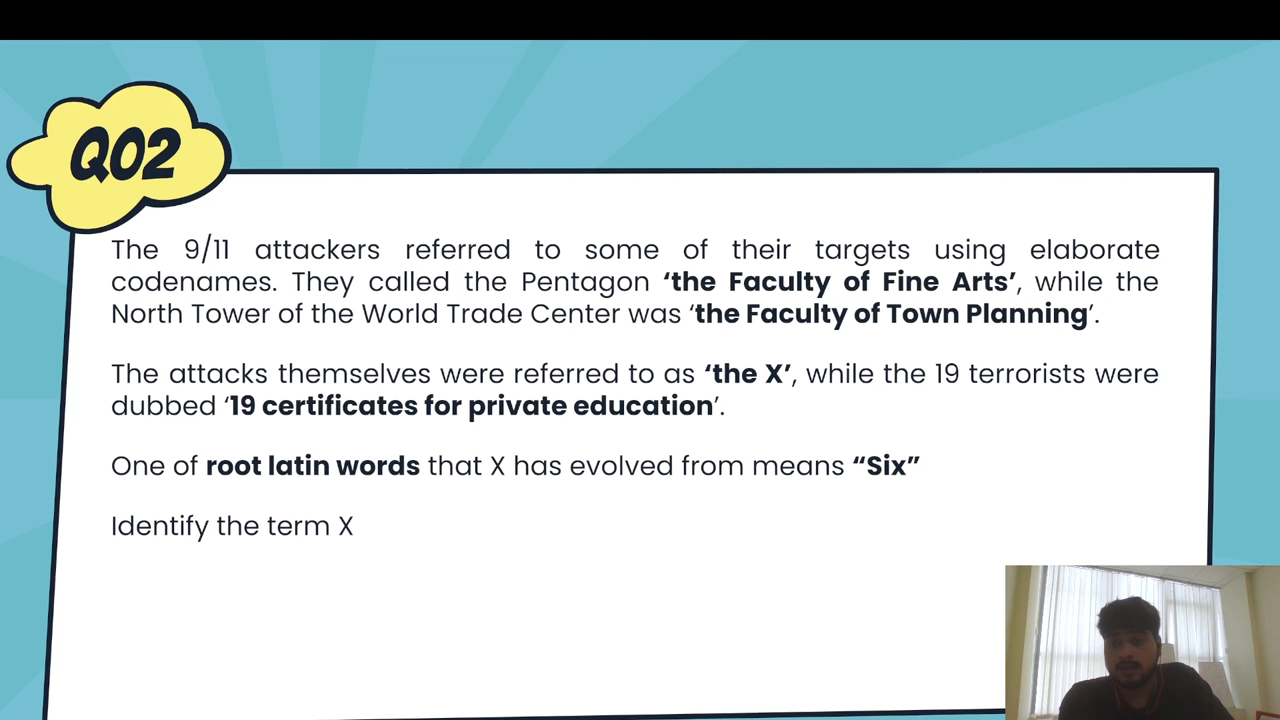 Q02
The 9/11 attackers referred to some of their targets using elaborate
codenames. They called the Pentagon ‘the Faculty of Fine Arts’, while the
North Tower of the World Trade Center was ‘the Faculty of Town Planning’.
The attacks themselves were referred to as ‘the X’, while the 19 terrorists were
dubbed ‘19 certificates for private education’.
One of root latin words that X has evolved from means “Six”
Identify the term X